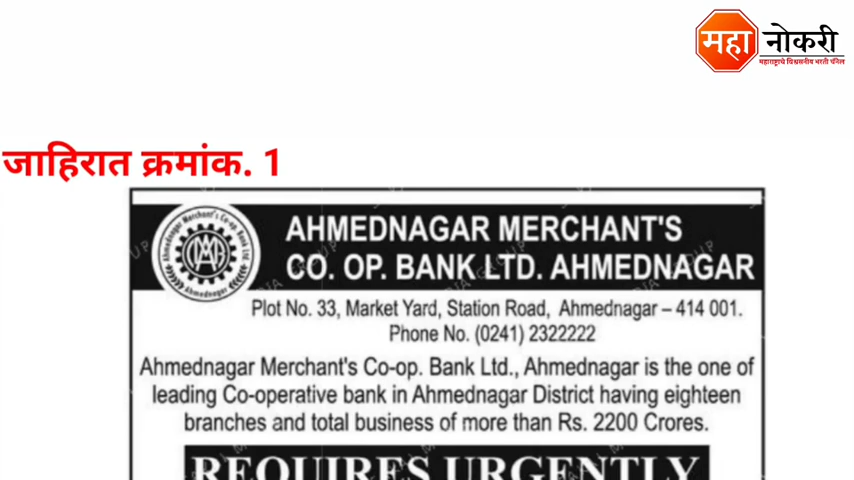 महा नोकरी
महाराष्ट्राचे विश्वसनीय भरती चॅनेल
जाहिरात क्रमांक. 1
AHMEDNAGAR MERCHANT'S
CO. OP. BANK LTD. AHMEDNAGAR
Plot No. 33, Market Yard, Station Road, Ahmednagar – 414 001.
Phone No. (0241) 2322222
Ahmednagar Merchant's Co-op. Bank Ltd., Ahmednagar is the one of
leading Co-operative bank in Ahmednagar District having eighteen
branches and total business of more than Rs. 2200 Crores.
REQUIRES URGENTLY